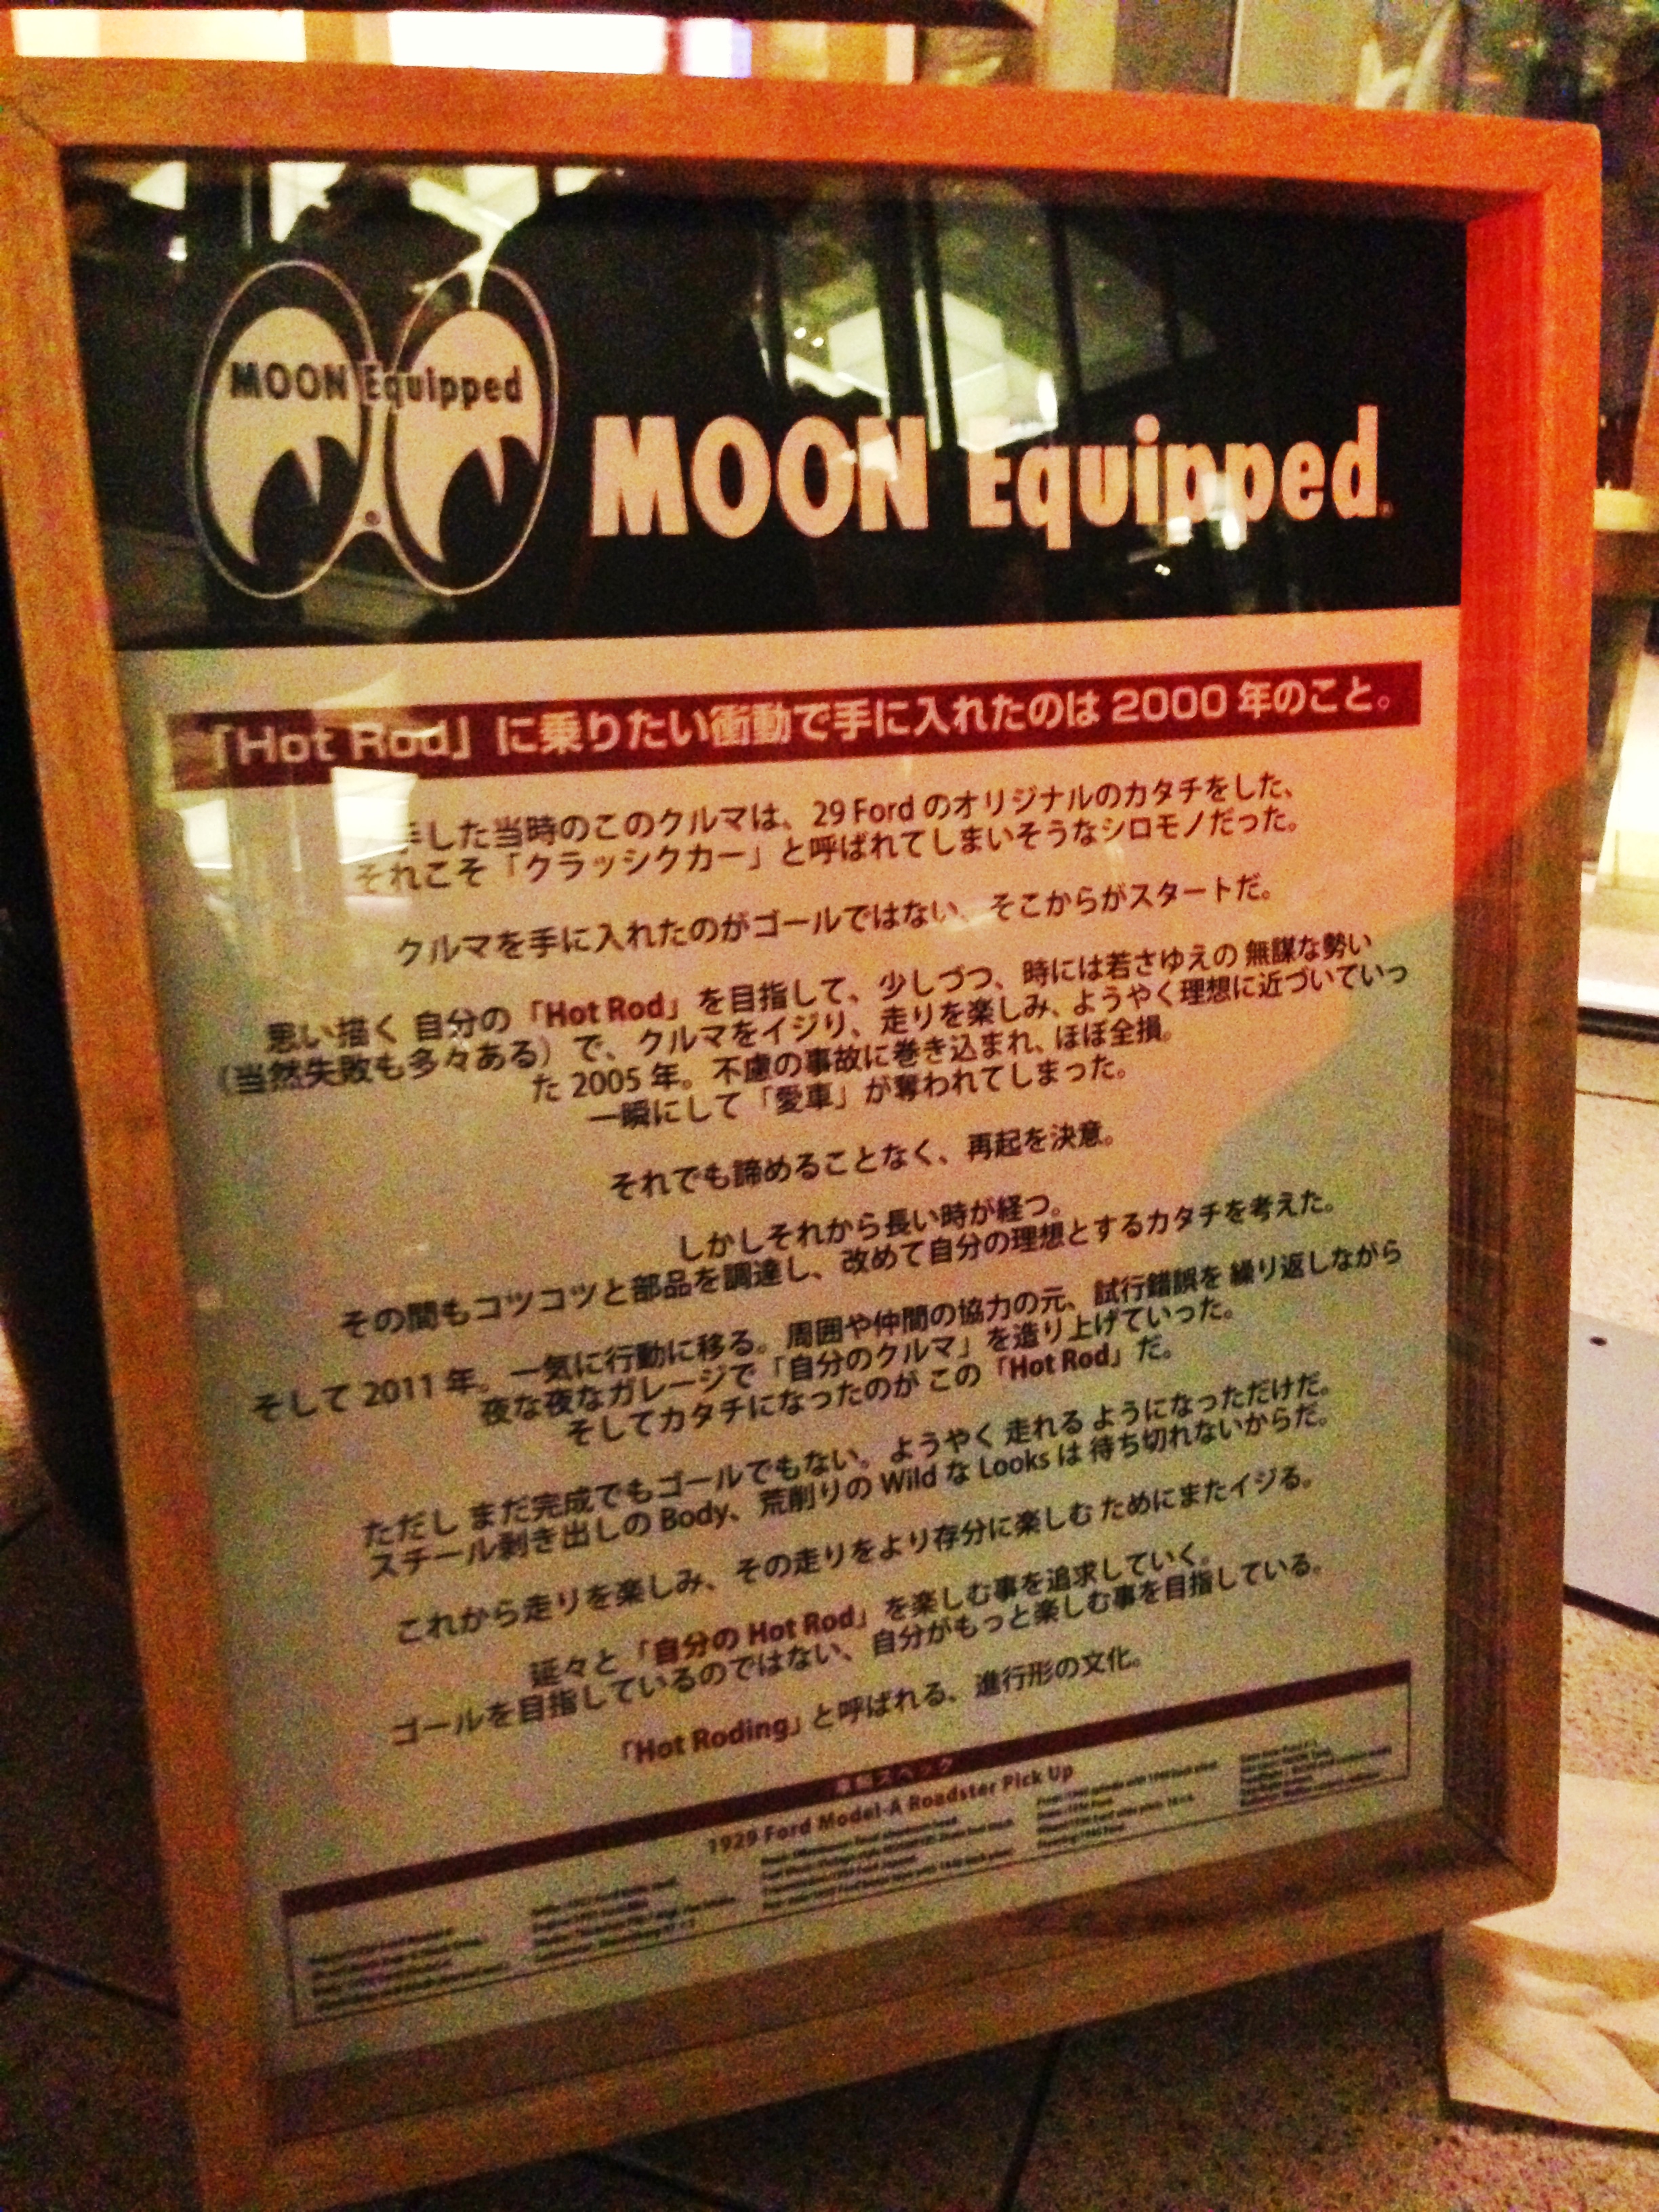 MOON Equipped
MOON Equipped
「Hot Rod」に乗りたい衝動で手に入れたのは 2000 年のこと。
した当時のこのクルマは、29 Ford のオリジナルのカタチをした、
それこそ「クラッシクカー」と呼ばれてしまいそうなシロモノだった。
クルマを手に入れたのがゴールではない、そこからがスタートだ。
思い描く 自分の「Hot Rod」を目指して、少しづつ、時には若さゆえの 無謀な勢い
（当然失敗も多々ある）で、クルマをイジり、走りを楽しみ、ようやく理想に近づいていっ
た 2005 年。不慮の事故に巻き込まれ、ほぼ全損。
一瞬にして「愛車」が奪われてしまった。
それでも諦めることなく、再起を決意。
しかしそれから長い時が経つ。
その間もコツコツと部品を調達し、改めて自分の理想とするカタチを考えた。
そして 2011 年。一気に行動に移る。周囲や仲間の協力の元、試行錯誤を 繰り返しながら
夜な夜なガレージで「自分のクルマ」を造り上げていった。
そしてカタチになったのが この「Hot Rod」だ。
ただし まだ完成でもゴールでもない。ようやく 走れる ようになっただけだ。
スチール剥き出しの Body、荒削りの Wild な Looks は 待ち切れないからだ。
これから走りを楽しみ、その走りをより存分に楽しむ ためにまたイジる。
延々と「自分の Hot Rod」を楽しむ事を追求していく。
ゴールを目指しているのではない、自分がもっと楽しむ事を目指している。
「Hot Roding」と呼ばれる、進行形の文化。
車輌スペック
1929 Ford Model-A Roadster Pick Up